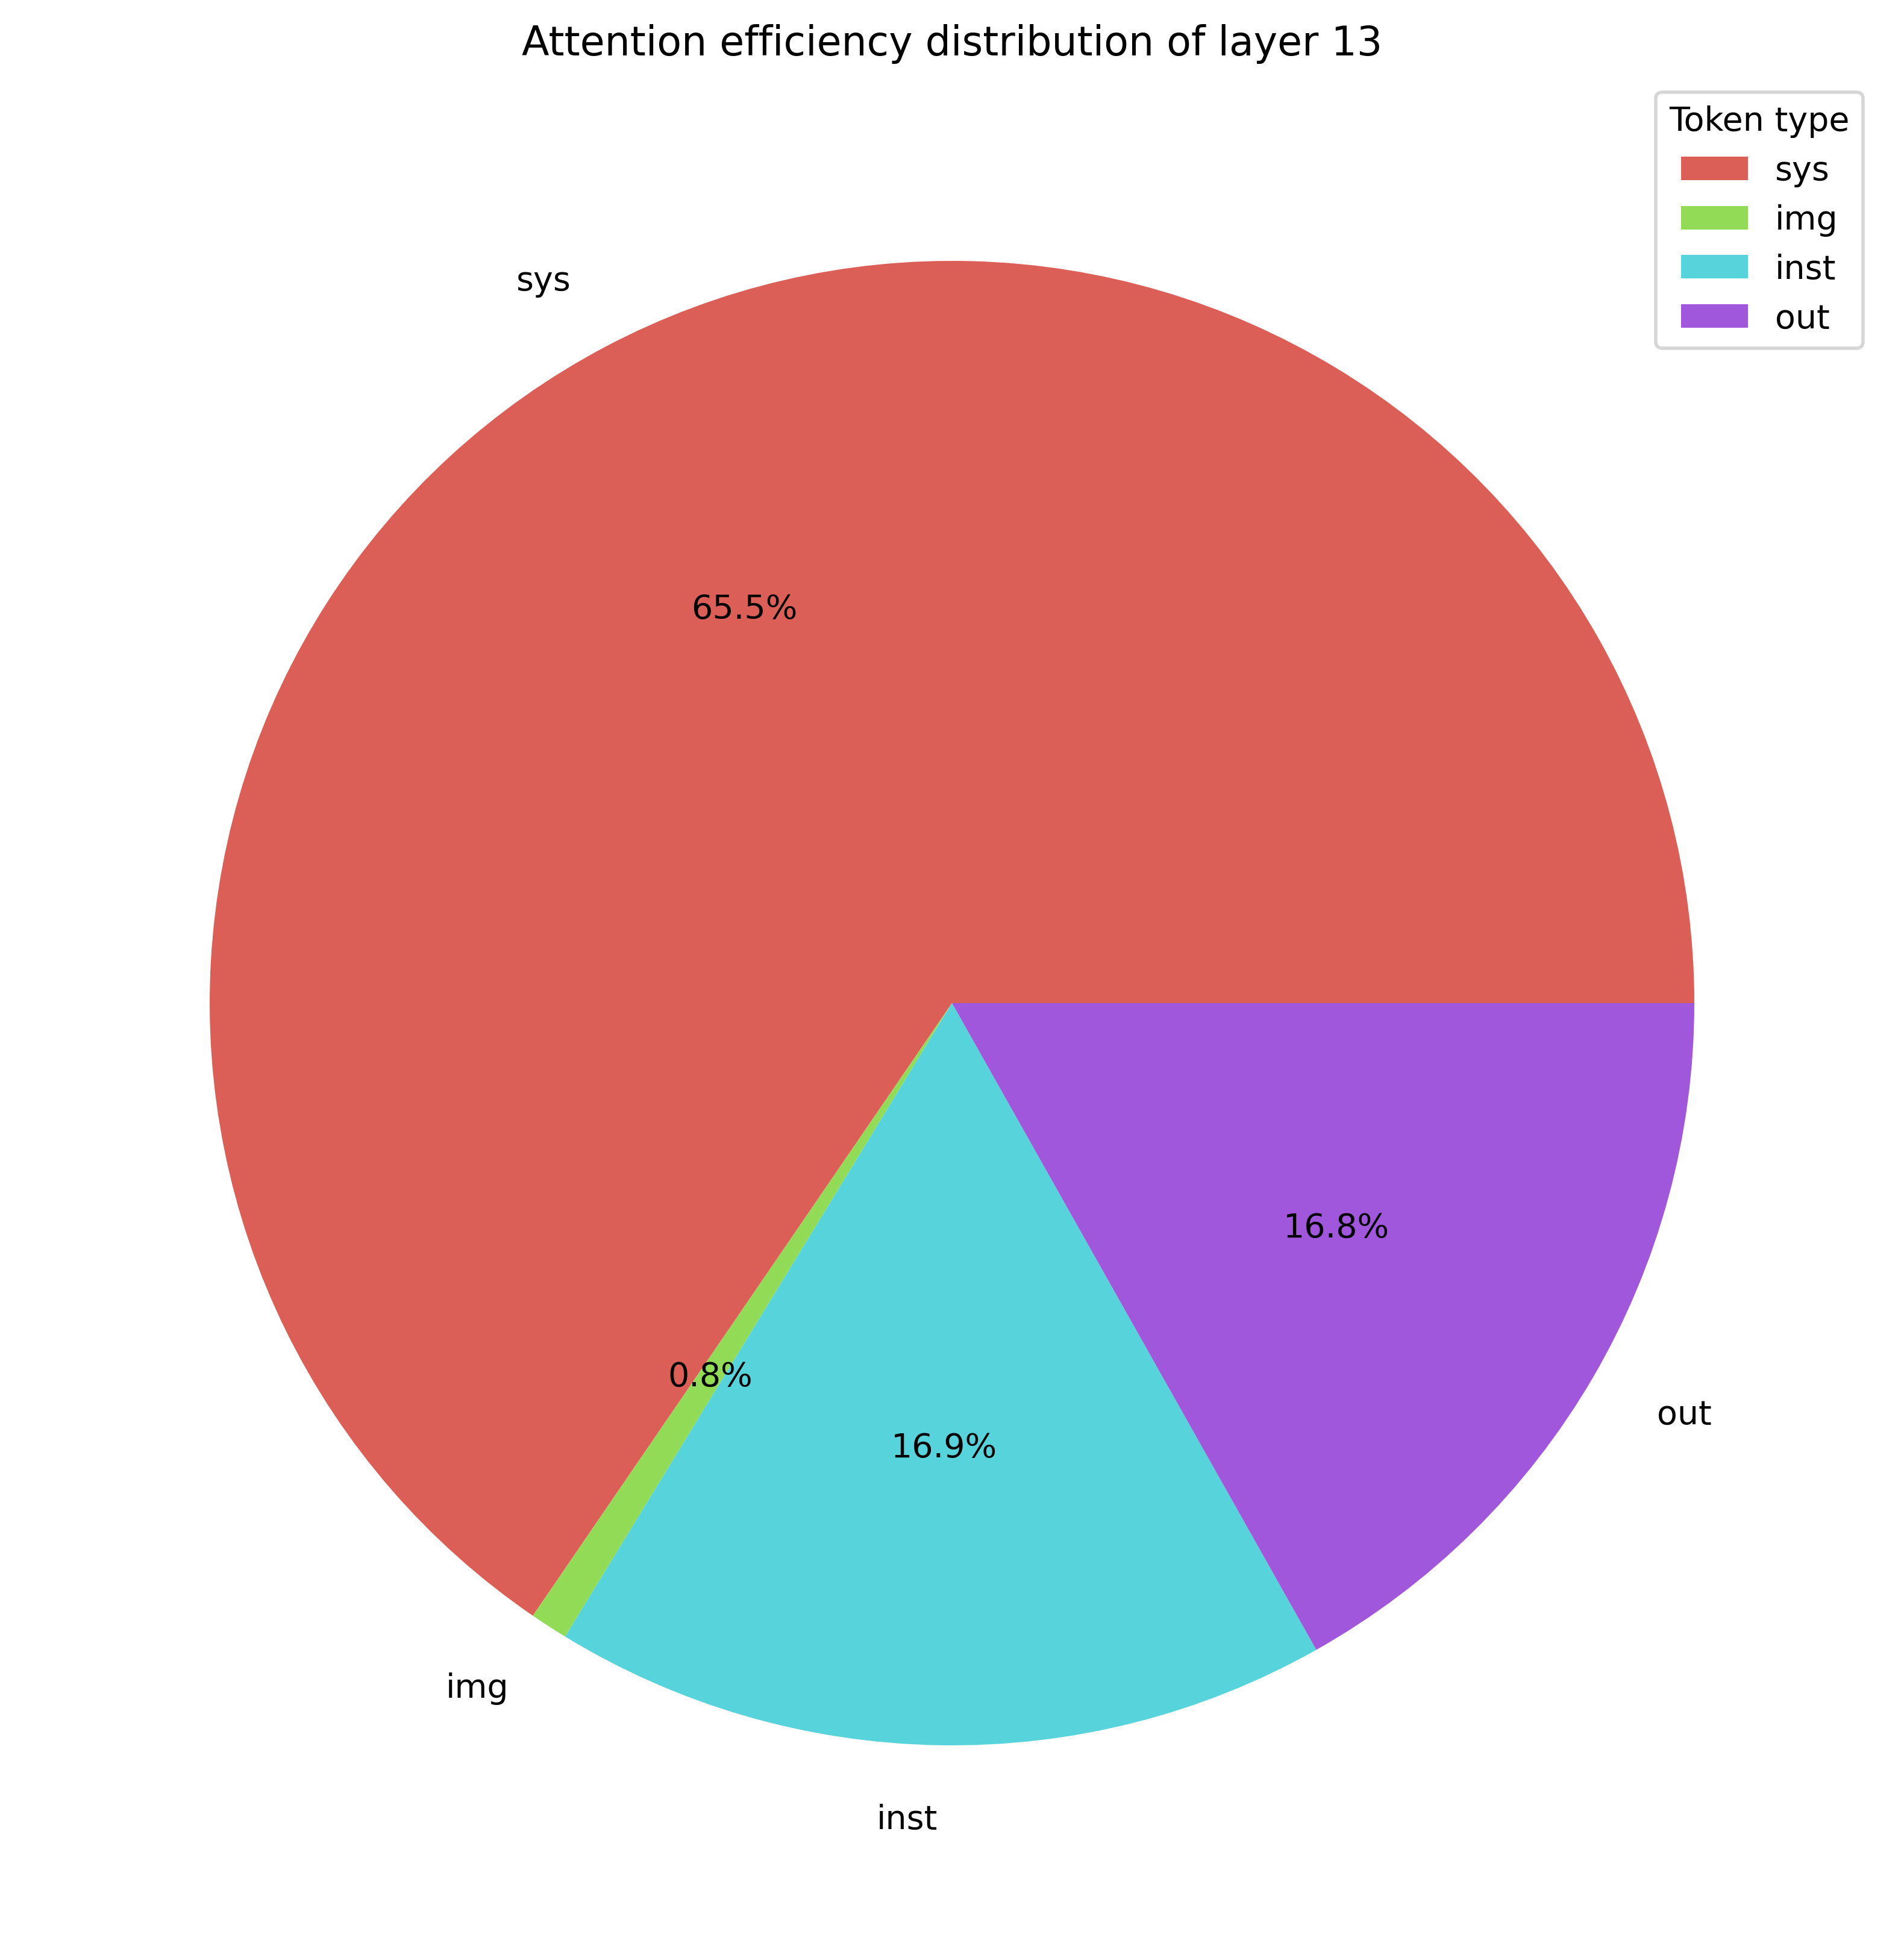 Attention efficiency distribution of layer 13
Token type
sys
img
inst
out
sys
65.5%
16.8%
0.8%
out
16.9%
img
inst